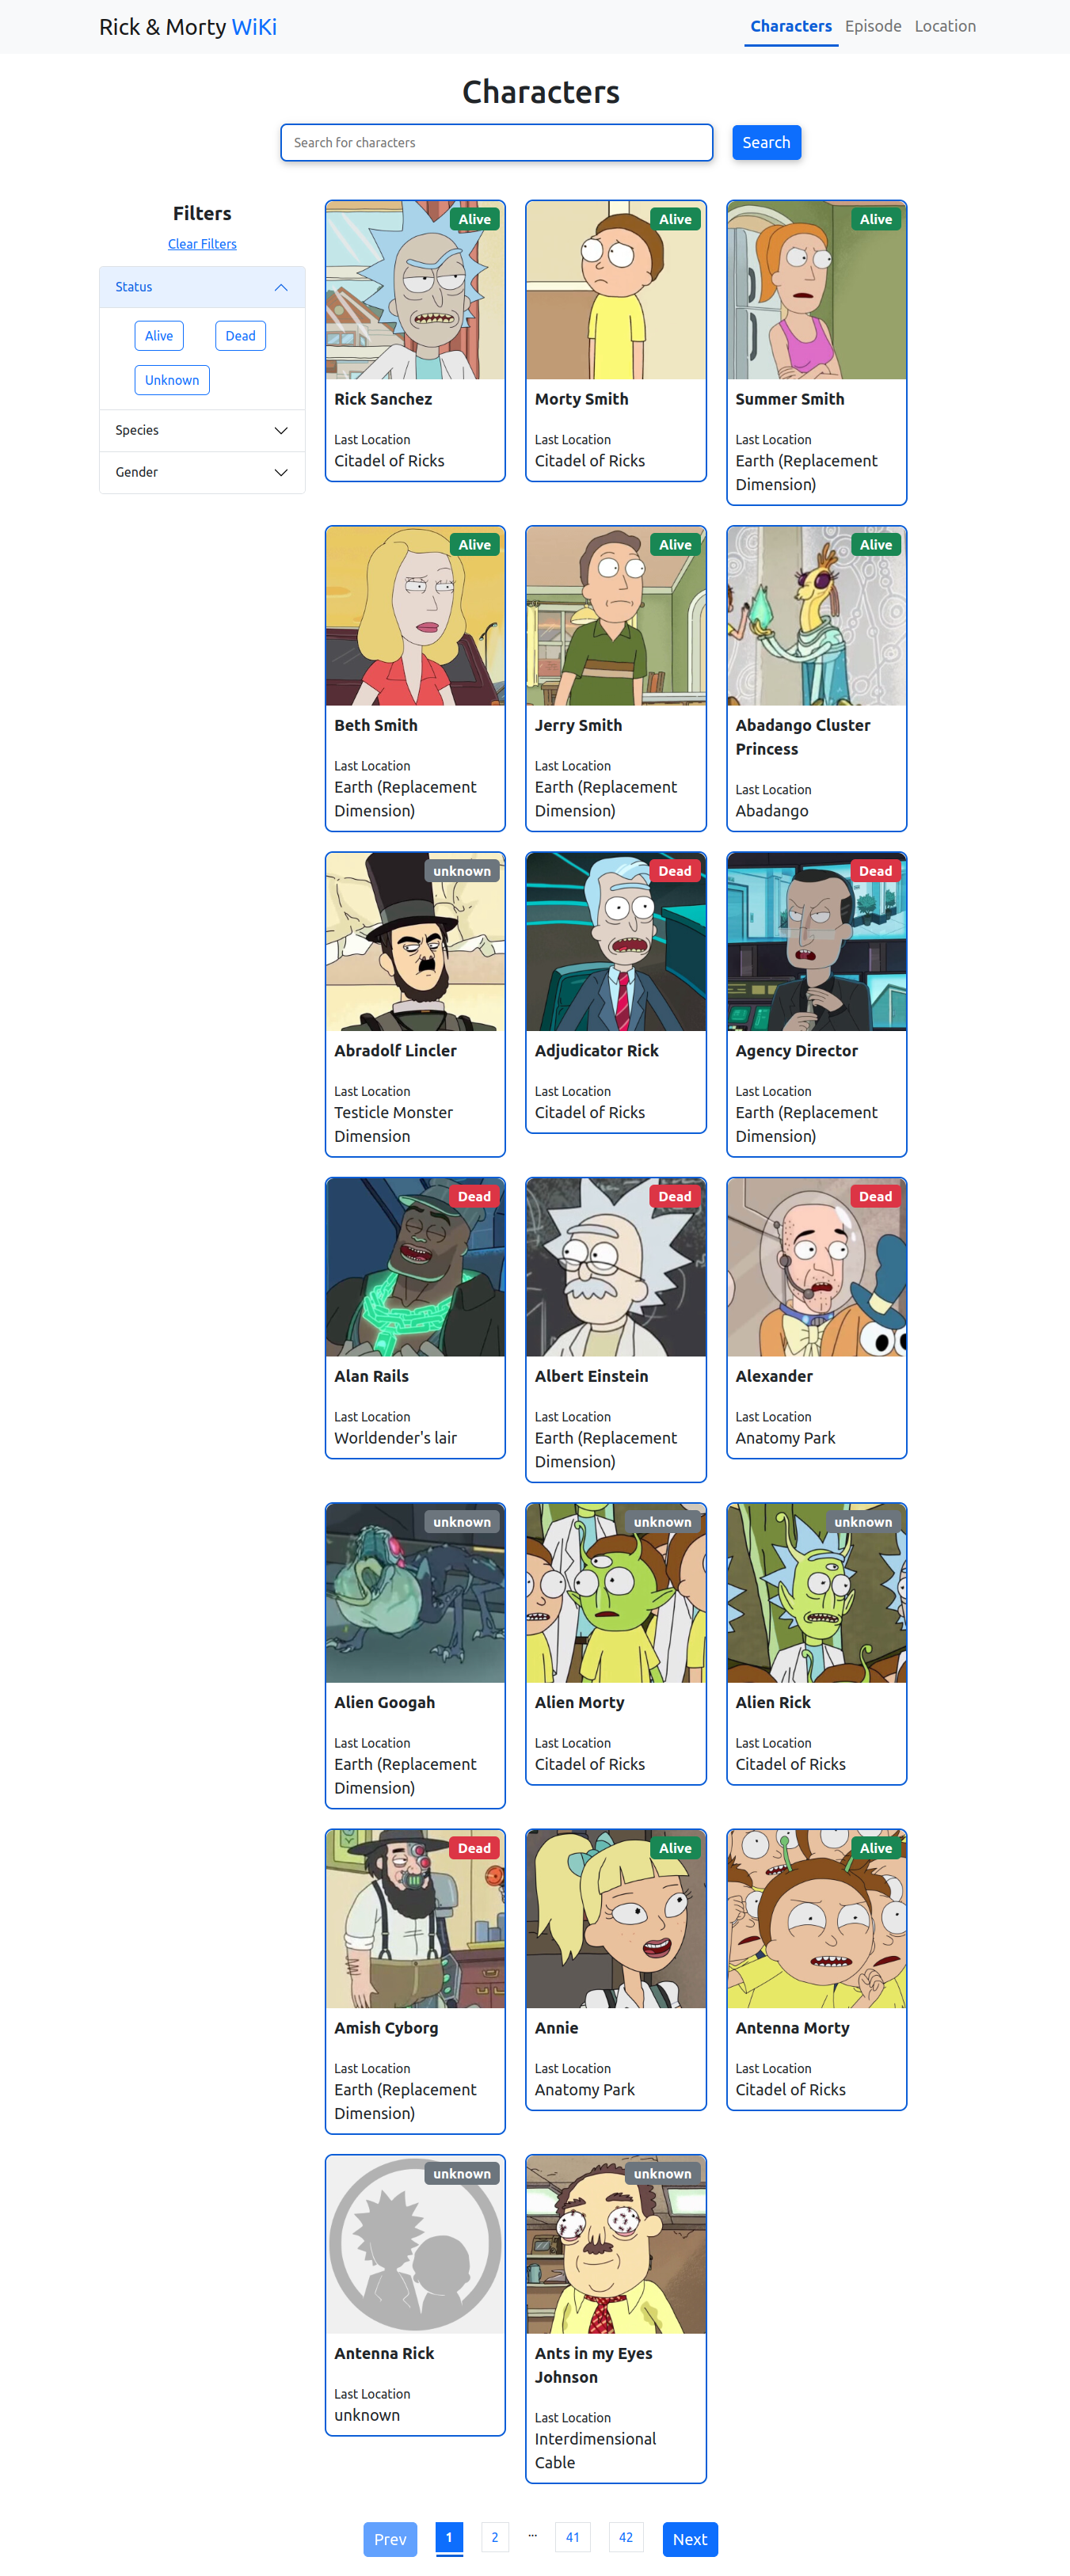 Rick & Morty WiKi
Characters Episode Location
Characters
Search for characters
Search
Filters
Clear Filters
Status
Alive Dead
Unknown
Species
Gender
Alive
Rick Sanchez
Last Location
Citadel of Ricks
Alive
Morty Smith
Last Location
Citadel of Ricks
Alive
Summer Smith
Last Location
Earth (Replacement
Dimension)
Alive
Beth Smith
Last Location
Earth (Replacement
Dimension)
Alive
Jerry Smith
Last Location
Earth (Replacement
Dimension)
Alive
Abadango Cluster
Princess
Last Location
Abadango
unknown
Abradolf Lincler
Last Location
Testicle Monster
Dimension
Dead
Adjudicator Rick
Last Location
Citadel of Ricks
Dead
Agency Director
Last Location
Earth (Replacement
Dimension)
Dead
Alan Rails
Last Location
Worldender's lair
Dead
Albert Einstein
Last Location
Earth (Replacement
Dimension)
Dead
Alexander
Last Location
Anatomy Park
unknown
Alien Googah
Last Location
Earth (Replacement
Dimension)
unknown
Alien Morty
Last Location
Citadel of Ricks
unknown
Alien Rick
Last Location
Citadel of Ricks
Dead
Amish Cyborg
Last Location
Earth (Replacement
Dimension)
Alive
Annie
Last Location
Anatomy Park
Alive
Antenna Morty
Last Location
Citadel of Ricks
unknown
Antenna Rick
Last Location
unknown
unknown
Ants in my Eyes
Johnson
Last Location
Interdimensional
Cable
Prev 1 2 ... 41 42 Next